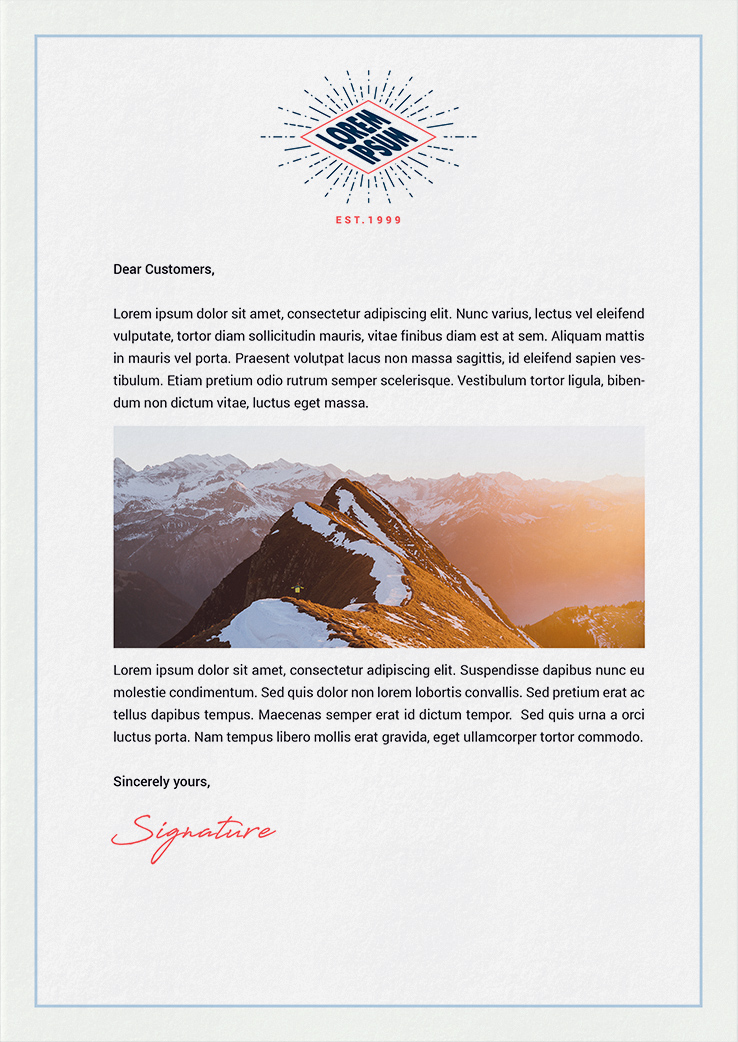 LOREM
IPSUM
EST.1999
Dear Customers,
Lorem ipsum dolor sit amet, consectetur adipiscing elit. Nunc varius, lectus vel eleifend
vulputate, tortor diam sollicitudin mauris, vitae finibus diam est at sem. Aliquam mattis
in mauris vel porta. Praesent volutpat lacus non massa sagittis, id eleifend sapien ves-
tibulum. Etiam pretium odio rutrum semper scelerisque. Vestibulum tortor ligula, biben-
dum non dictum vitae, luctus eget massa.
Lorem ipsum dolor sit amet, consectetur adipiscing elit. Suspendisse dapibus nunc eu
molestie condimentum. Sed quis dolor non lorem lobortis convallis. Sed pretium erat ac
tellus dapibus tempus. Maecenas semper erat id dictum tempor.  Sed quis urna a orci
luctus porta. Nam tempus libero mollis erat gravida, eget ullamcorper tortor commodo.
Sincerely yours,
Signature